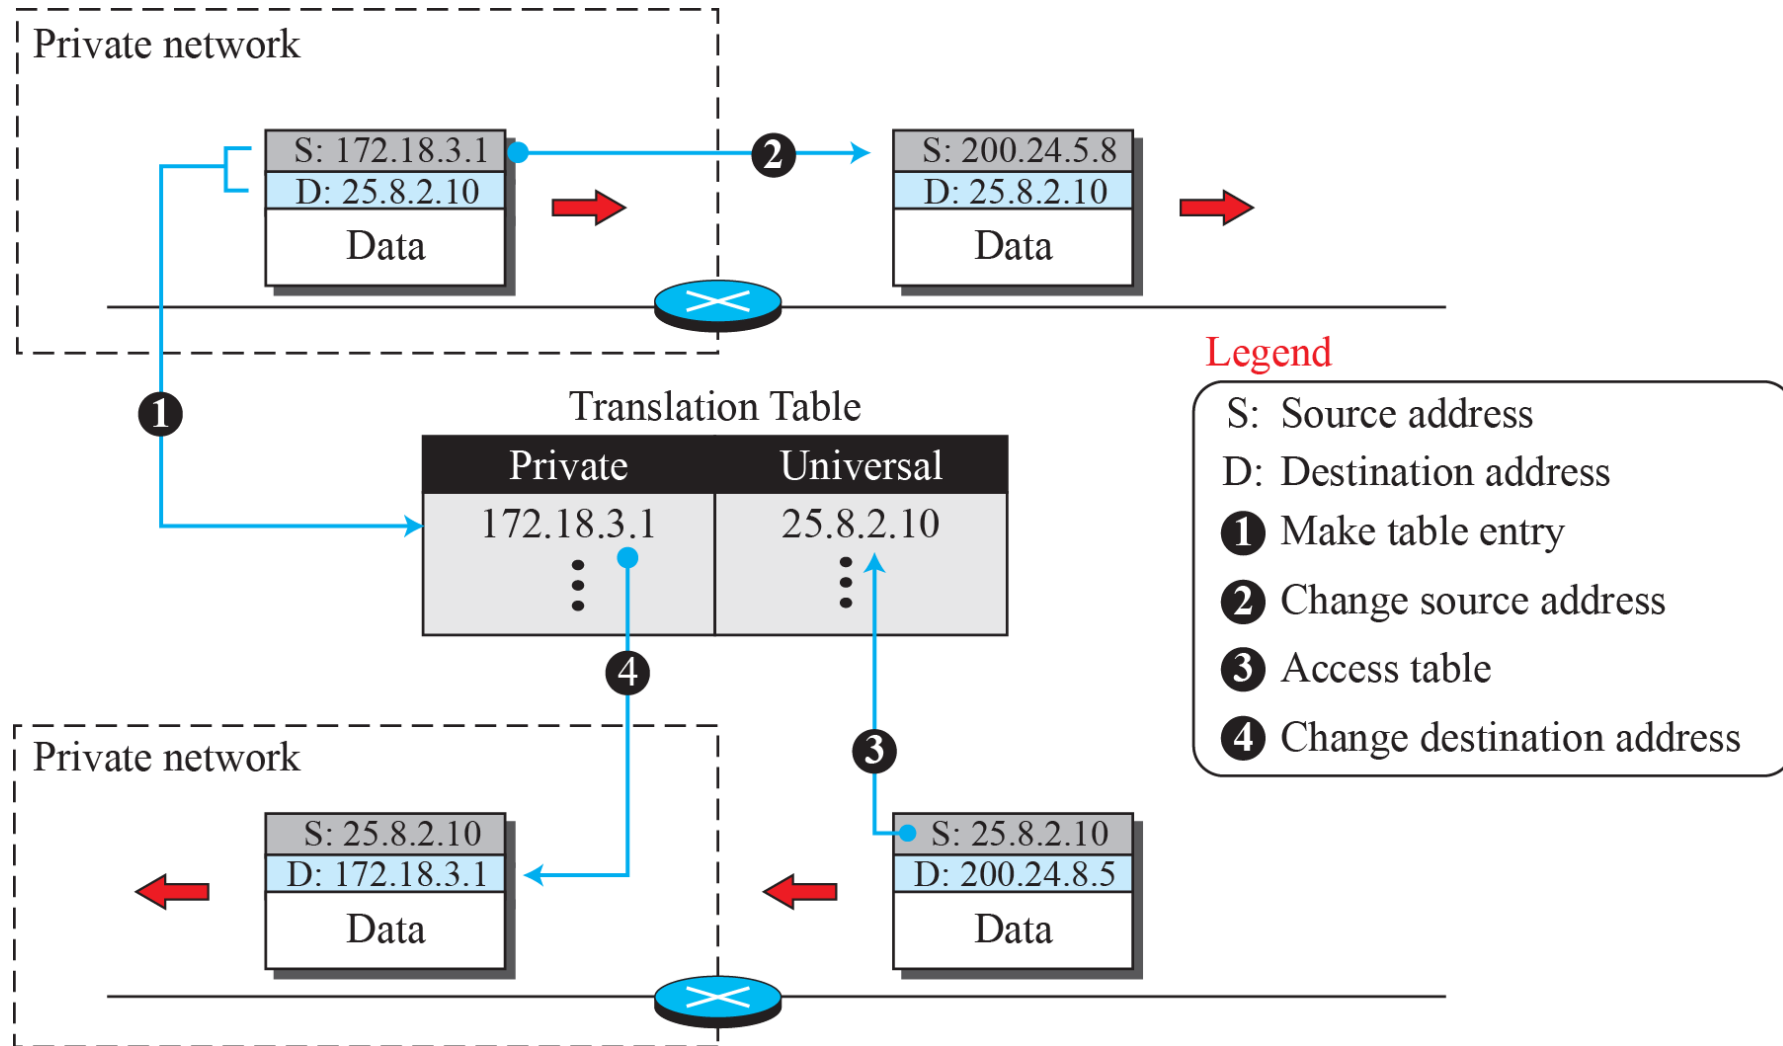 Private network
S: 172.18.3.1
D: 25.8.2.10
Data
2
S: 200.24.5.8
D: 25.8.2.10
Data
1
Translation Table
Private Universal
172.18.3.1 25.8.2.10
4
3
Private network
S: 25.8.2.10
D: 172.18.3.1
Data
S: 25.8.2.10
D: 200.24.8.5
Data
Legend
S: Source address
D: Destination address
1 Make table entry
2 Change source address
3 Access table
4 Change destination address